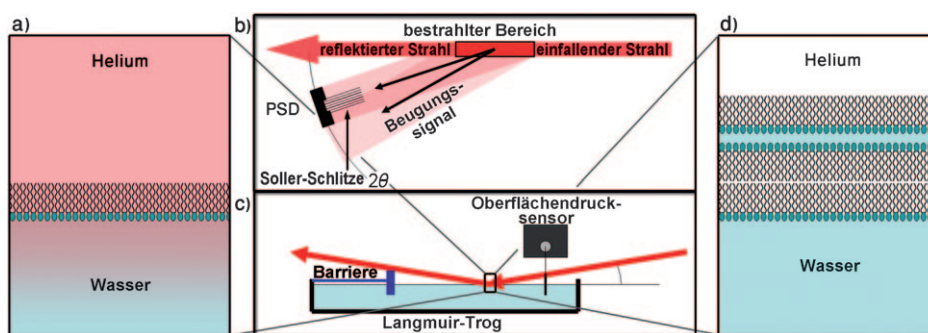 a)
Helium
Wasser
b)
bestrahlter Bereich
reflektierter Strahl
einfallender Strahl
PSD
Beugungs-
signal
Soller-Schlitze
2θ
c)
Oberflächendruck-
sensor
Barriere
Langmuir-Trog
d)
Helium
Wasser